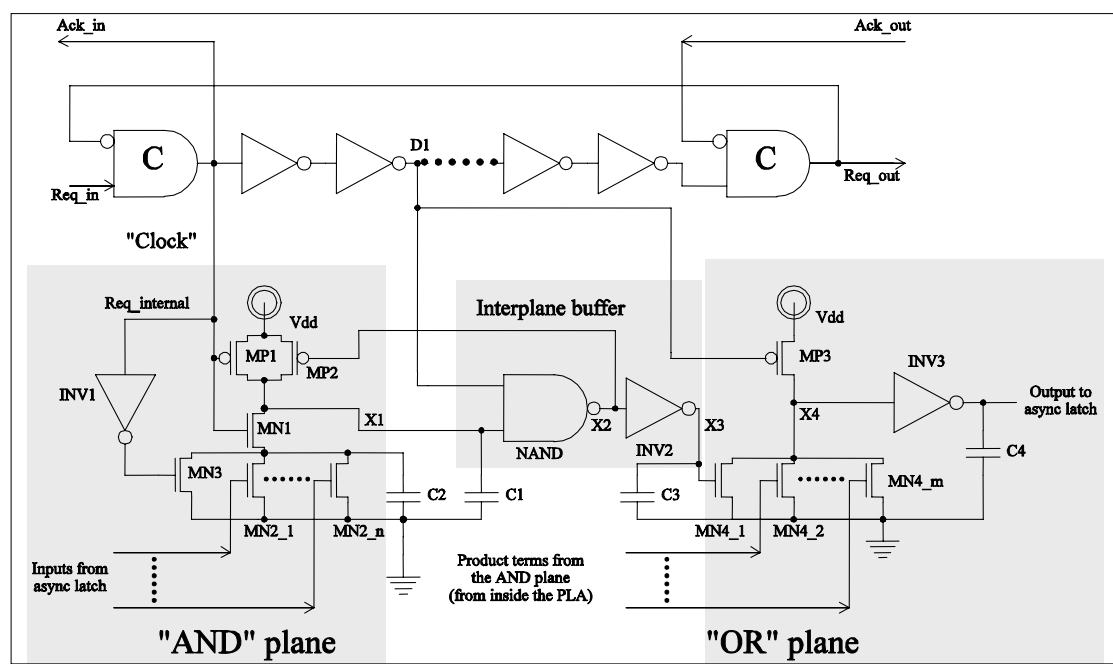 Ack_in
Ack_out
C
D1
C
Req_in
Req_out
"Clock"
Req_internal
Interplane buffer
Vdd
Vdd
MP1
MP2
MP3
INV1
INV3
Output to
async latch
MN1
X1
X2
X3
X4
NAND
INV2
MN3
C2
C1
C3
C4
MN4_m
MN2_1
MN2_n
MN4_1
MN4_2
Inputs from
async latch
Product terms from
the AND plane
(from inside the PLA)
"AND" plane
"OR" plane